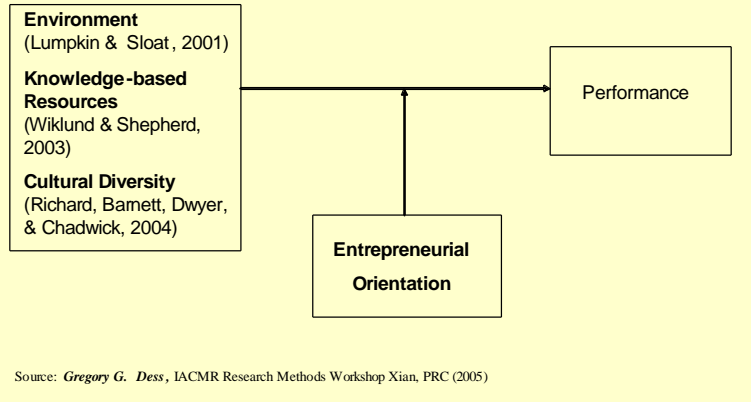 Environment
(Lumpkin & Sloat, 2001)
Knowledge-based
Resources
(Wiklund & Shepherd,
2003)
Cultural Diversity
(Richard, Barnett, Dwyer,
& Chadwick, 2004)
Performance
Entrepreneurial
Orientation
Source: Gregory G. Dess, IACMR Research Methods Workshop Xian, PRC (2005)